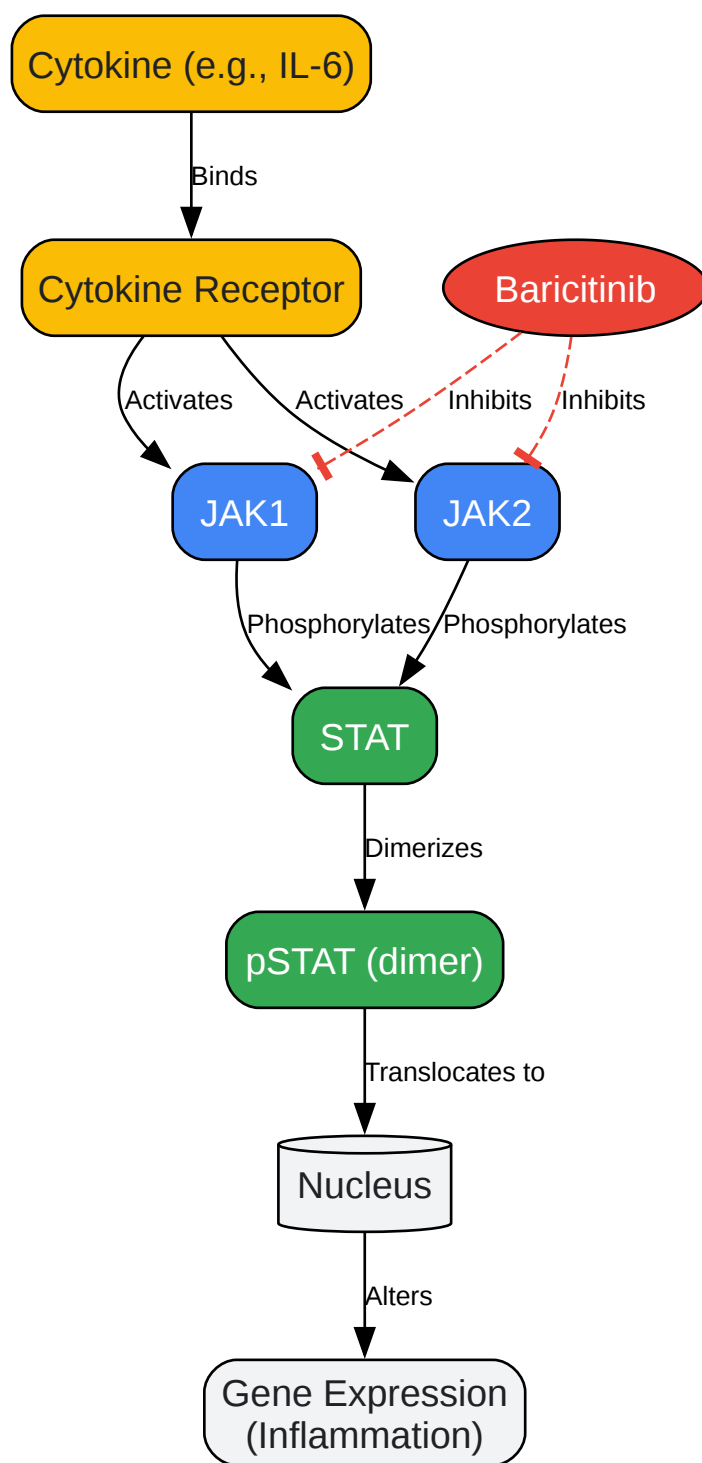 Cytokine (e.g., IL-6)
Binds
Cytokine Receptor
Baricitinib
Activates
Activates
Inhibits
Inhibits
JAK1
JAK2
Phosphorylates
Phosphorylates
STAT
Dimerizes
pSTAT (dimer)
Translocates to
Nucleus
Alters
Gene Expression
(Inflammation)